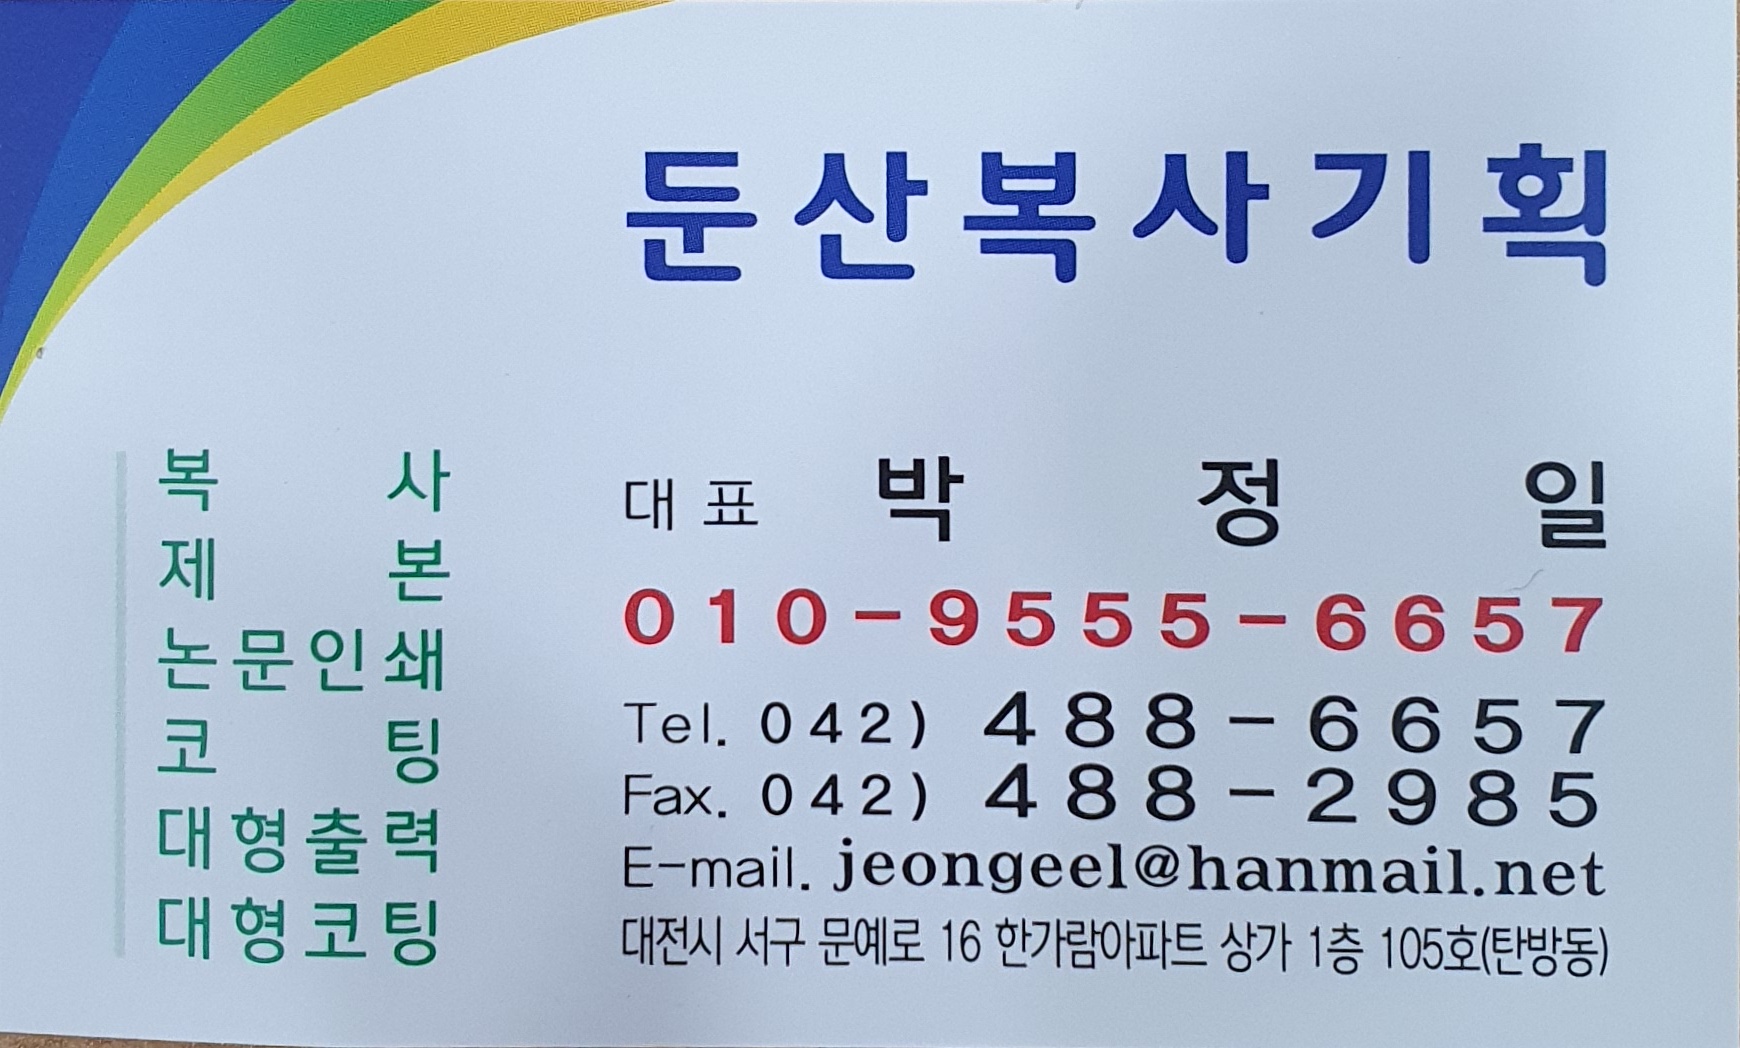 둔산복사기획
복사
제본
논문인쇄
코팅
대형출력
대형코팅
대표 박정일
010-9555-6657
Tel. 042) 488-6657
Fax. 042) 488-2985
E-mail. jeongeel@hanmail.net
대전시 서구 문예로 16 한가람아파트 상가 1층 105호(탄방동)